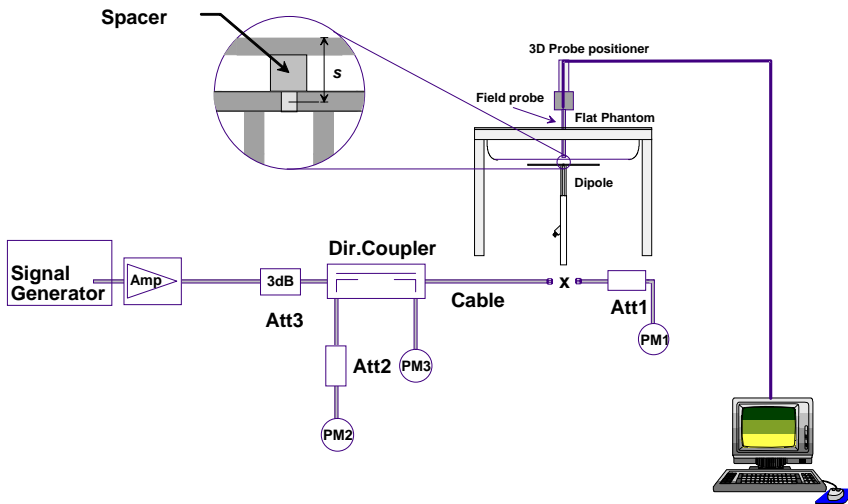 Spacer
s
3D Probe positioner
Field probe
Flat Phantom
Dipole
Dir.Coupler
Signal
Generator
Amp
3dB
Att3
Cable
x
Att1
PM1
Att2
PM3
PM2